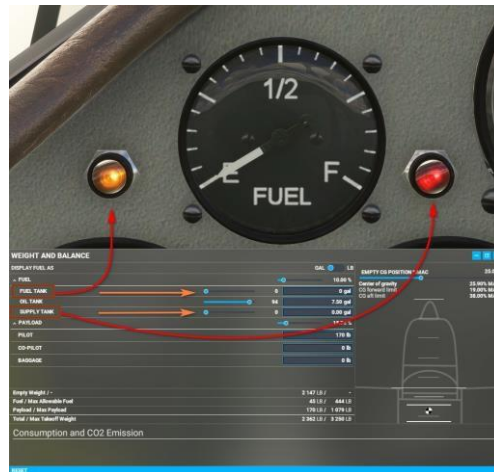 1/2
E
F
FUEL
WEIGHT AND BALANCE
DISPLAY FUEL AS GAL LB
FUEL 10.00 %
FUEL TANK 0 0 gal
OIL TANK 94 7.50 gal
SUPPLY TANK 0 0.00 gal
PAYLOAD
PILOT 170 lb
CO-PILOT 0 lb
BAGGAGE 0 lb
EMPTY CG POSITION % MAC
Center of gravity
CG forward limit
CG aft limit
Empty Weight / - 2 147 LB / -
Fuel / Max Allowable Fuel 45 LB / 444 LB
Payload / Max Payload 170 LB / 1 079 LB
Total / Max Takeoff Weight 2 362 LB / 3 250 LB
Consumption and CO2 Emission
RESET